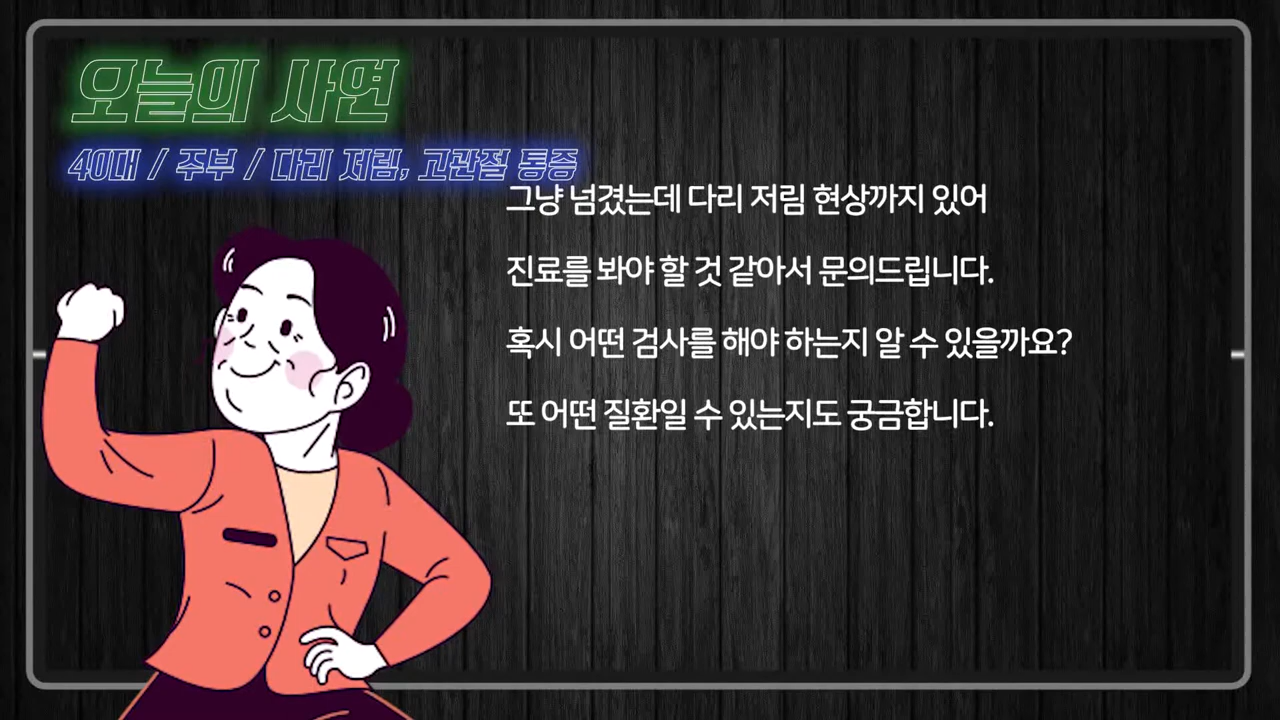 오늘의 사연
40대 / 주부 / 다리 저림, 고관절 통증
그냥 넘겼는데 다리 저림 현상까지 있어
진료를 봐야 할 것 같아서 문의드립니다.
혹시 어떤 검사를 해야 하는지 알 수 있을까요?
또 어떤 질환일 수 있는지도 궁금합니다.